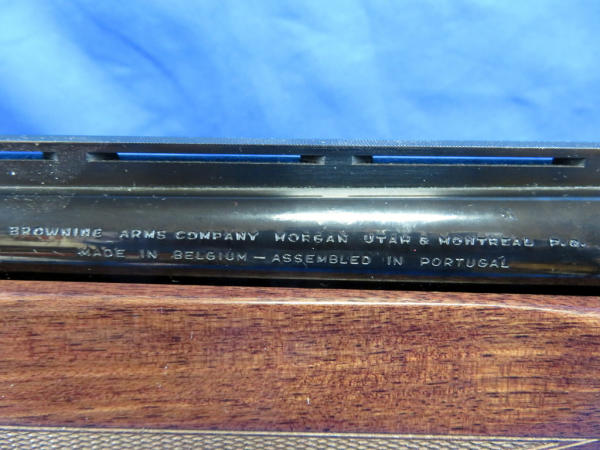 BROWNING ARMS COMPANY MORGAN UTAH & MONTREAL P.Q.
MADE IN BELGIUM — ASSEMBLED IN PORTUGAL